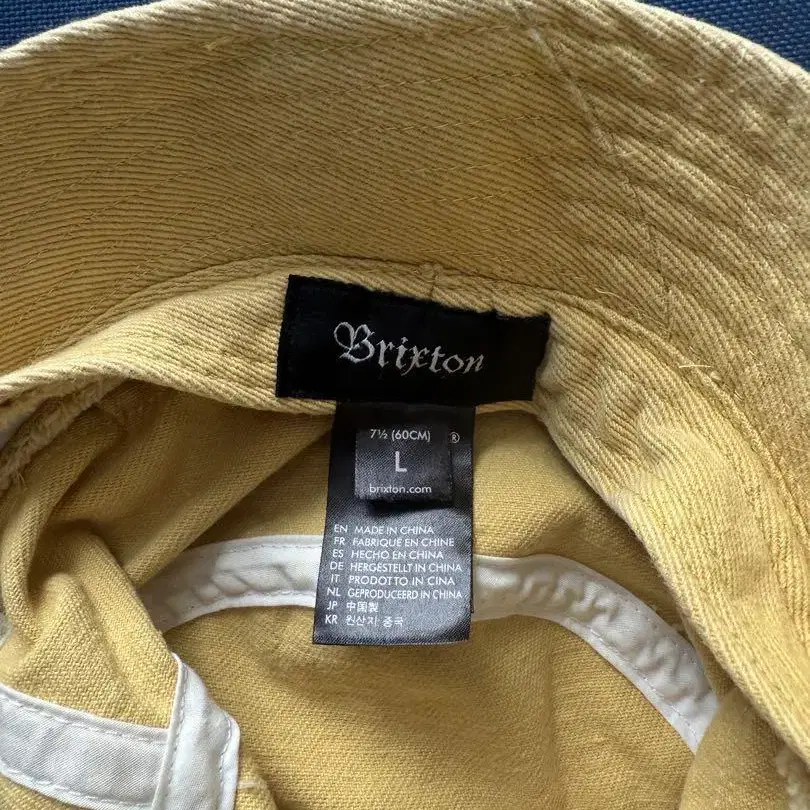 Brixton
7½ (60CM) ®
L
brixton.com
EN MADE IN CHINA
FR FABRIQUÉ EN CHINE
ES HECHO EN CHINA
DE HERGESTELLT IN CHINA
IT PRODOTTO IN CINA
NL GEPRODUCEERD IN CHINA
JP 中国製
KR 원산지: 중국